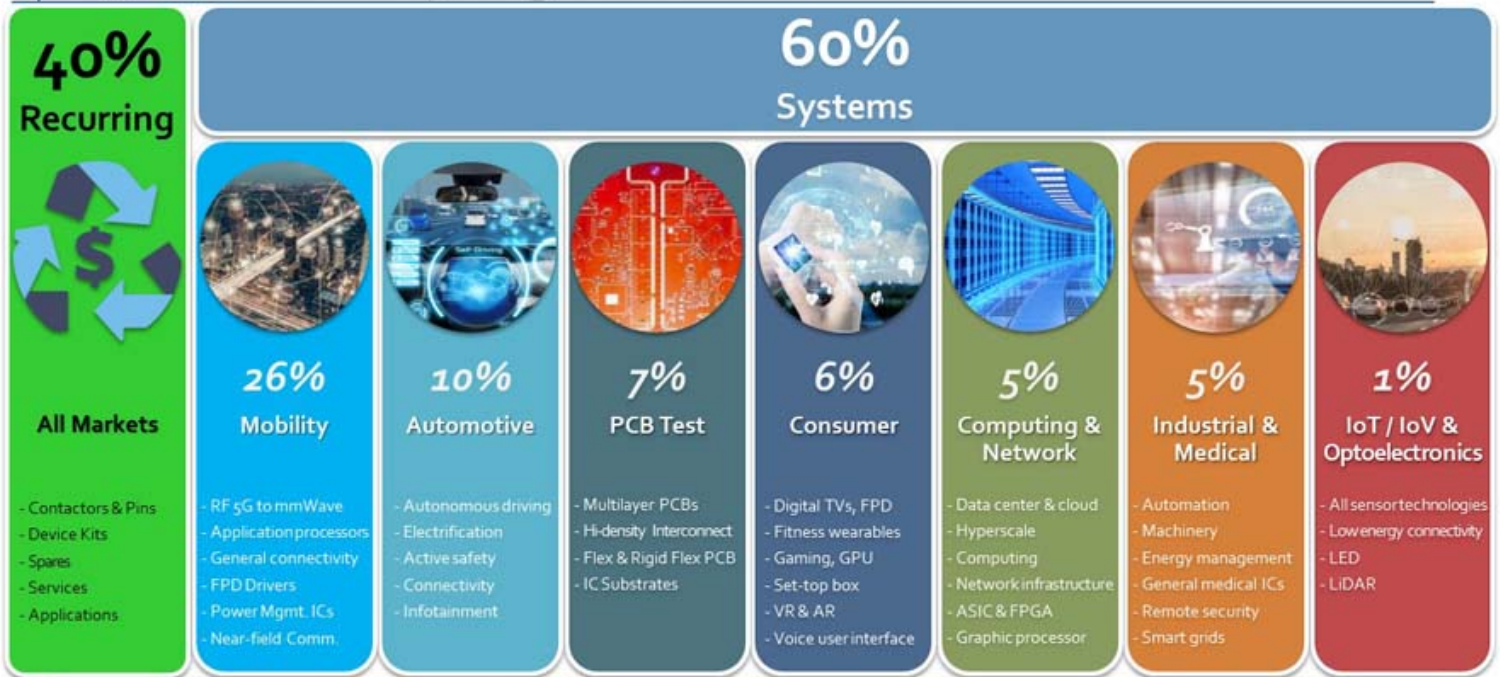 40%
Recurring
$
All Markets
- Contactors & Pins
- Device Kits
- Spares
- Services
- Applications
60%
Systems
26%
Mobility
- RF 5G to mmWave
- Application processors
- General connectivity
- FPD Drivers
- Power Mgmt. ICs
- Near-field Comm.
Self-Driving
10%
Automotive
- Autonomous driving
- Electrification
- Active safety
- Connectivity
- Infotainment
7%
PCB Test
- Multilayer PCBs
- Hi-density Interconnect
- Flex & Rigid Flex PCB
- IC Substrates
6%
Consumer
- Digital TVs, FPD
- Fitness wearables
- Gaming, GPU
- Set-top box
- VR & AR
- Voice user interface
5%
Computing &
Network
- Data center & cloud
- Hyperscale
- Computing
- Network infrastructure
- ASIC & FPGA
- Graphic processor
5%
Industrial &
Medical
- Automation
- Machinery
- Energy management
- General medical ICs
- Remote security
- Smart grids
1%
IoT / IoV &
Optoelectronics
- All sensor technologies
- Low energy connectivity
- LED
- LiDAR